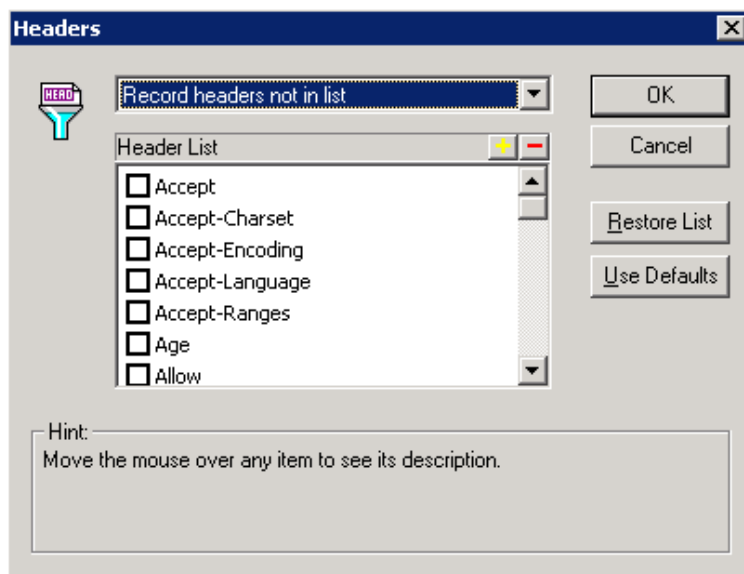 Headers
HEAD
Record headers not in list
OK
Header List
Cancel
Accept
Accept-Charset
Accept-Encoding
Accept-Language
Accept-Ranges
Age
Allow
Restore List
Use Defaults
Hint:
Move the mouse over any item to see its description.